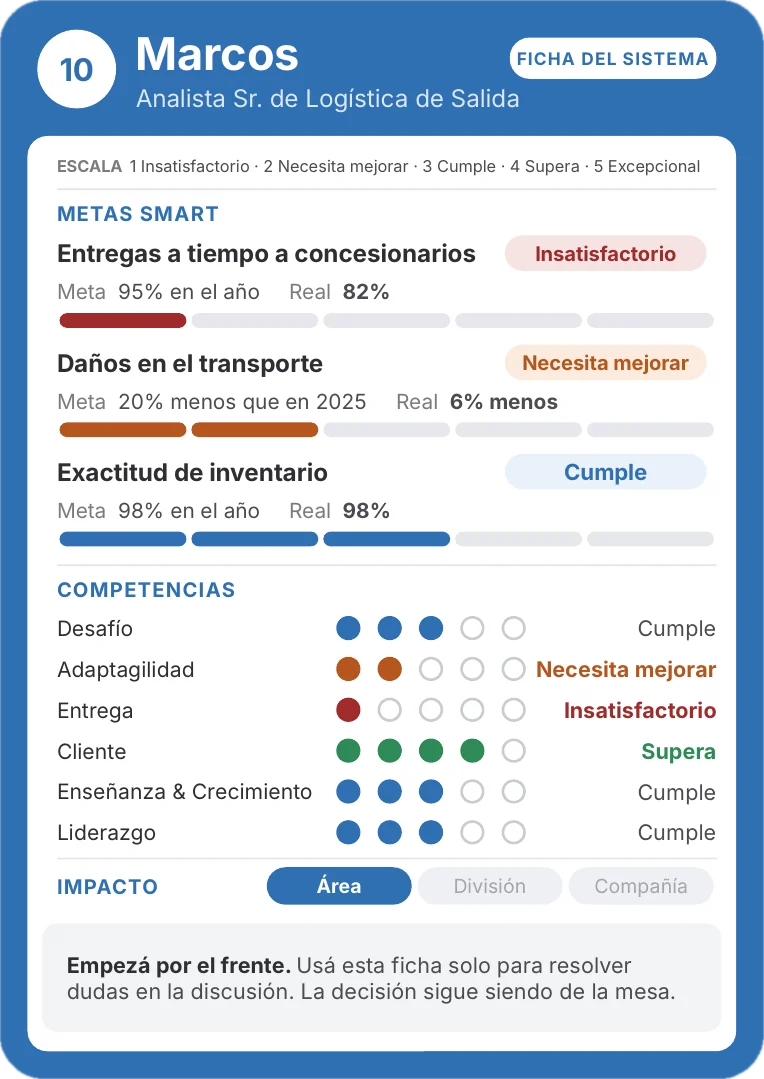 10
Marcos
FICHA DEL SISTEMA
Analista Sr. de Logística de Salida
ESCALA 1 Insatisfactorio · 2 Necesita mejorar · 3 Cumple · 4 Supera · 5 Excepcional
METAS SMART
Entregas a tiempo a concesionarios Insatisfactorio
Meta 95% en el año Real 82%
Daños en el transporte Necesita mejorar
Meta 20% menos que en 2025 Real 6% menos
Exactitud de inventario Cumple
Meta 98% en el año Real 98%
COMPETENCIAS
Desafío Cumple
Adaptagilidad Necesita mejorar
Entrega Insatisfactorio
Cliente Supera
Enseñanza & Crecimiento Cumple
Liderazgo Cumple
IMPACTO Área División Compañía
Empezá por el frente. Usá esta ficha solo para resolver
dudas en la discusión. La decisión sigue siendo de la mesa.